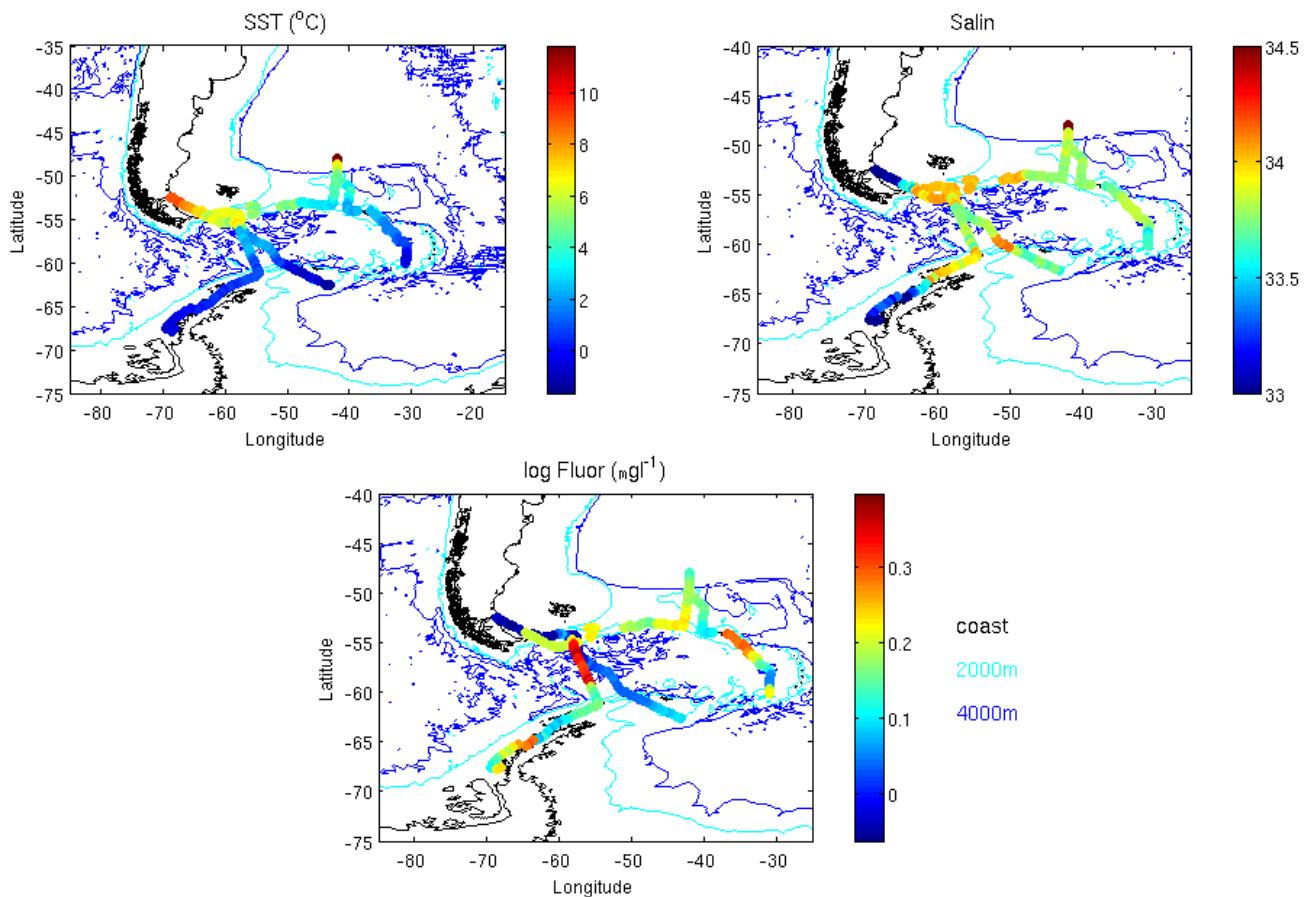 SST (°C)
-35
-40
-45
-50
-55
-60
-65
-70
-75
Latitude
-80 -70 -60 -50 -40 -30 -20
Longitude
10
8
6
4
2
0
Salin
-40
-45
-50
-55
-60
-65
-70
-75
Latitude
-80 -70 -60 -50 -40 -30
Longitude
34.5
34
33.5
33
log Fluor (mgl⁻¹)
-40
-45
-50
-55
-60
-65
-70
-75
Latitude
-80 -70 -60 -50 -40 -30
Longitude
0.3
0.2
0.1
0
coast
2000m
4000m